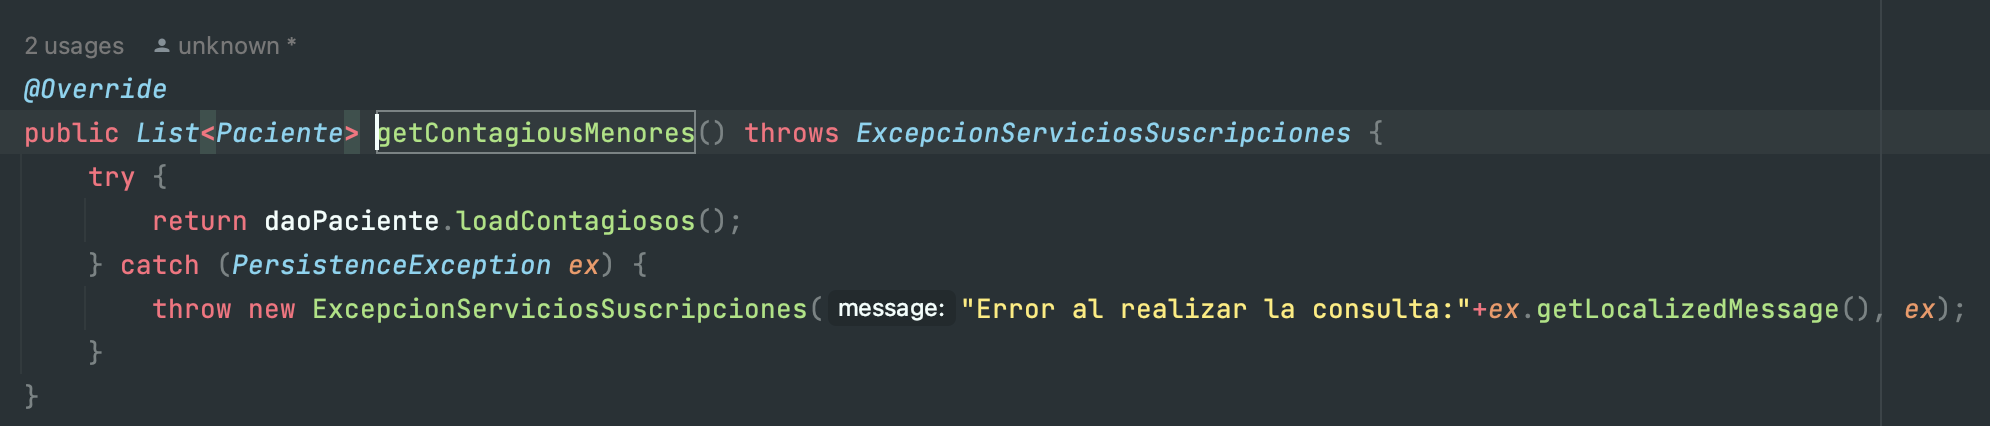 2 usages unknown *
@Override
public List<Paciente> getContagiousMenores() throws ExcepcionServiciosSuscripciones {
try {
return daoPaciente.loadContagiosos();
} catch (PersistenceException ex) {
throw new ExcepcionServiciosSuscripciones( message: "Error al realizar la consulta:"+ex.getLocalizedMessage(), ex);
}
}